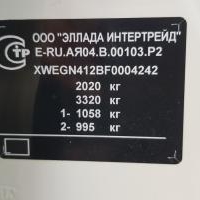 ООО "ЭЛЛАДА ИНТЕРТРЕЙД"
E-RU.АЯ04.В.00103.Р2
XWEGN412BF0004242
2020 кг
3320 кг
1- 1058 кг
2- 995 кг